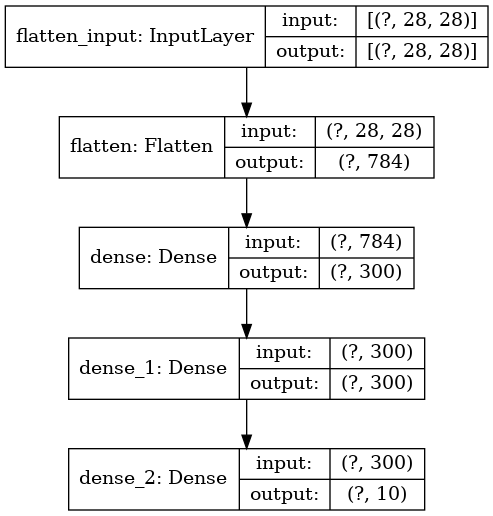 flatten_input: InputLayer
input: [(?, 28, 28)]
output: [(?, 28, 28)]
flatten: Flatten
input: (?, 28, 28)
output: (?, 784)
dense: Dense
input: (?, 784)
output: (?, 300)
dense_1: Dense
input: (?, 300)
output: (?, 300)
dense_2: Dense
input: (?, 300)
output: (?, 10)